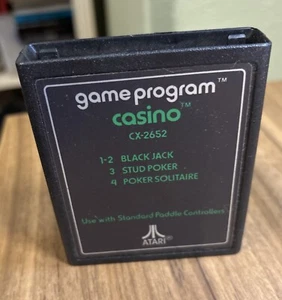 game program™
casino™
CX-2652
1-2 BLACK JACK
3 STUD POKER
4 POKER SOLITAIRE
Use with Standard Paddle Controllers
ATARI®